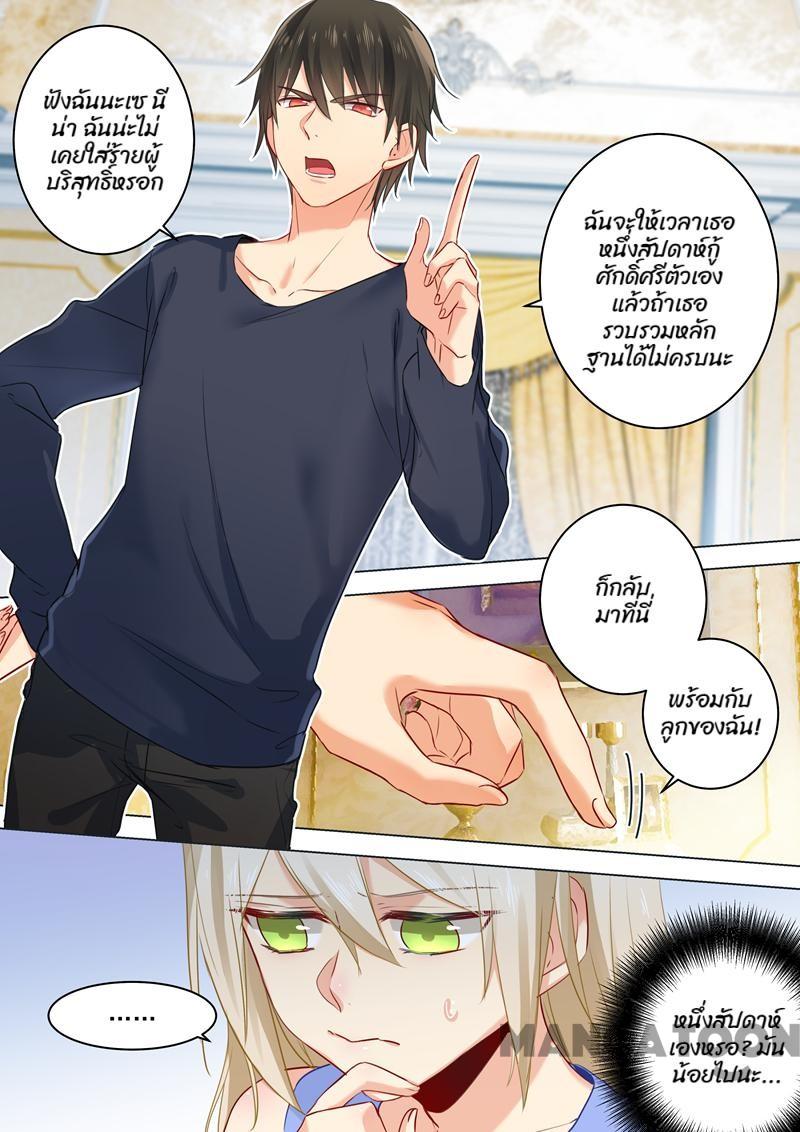 ฟังฉันนะเซ นี
น่า ฉันน่ะไม่
เคยใส่ร้ายผู้
บริสุทธิ์หรอก
ฉันจะให้เวลาเธอ
หนึ่งสัปดาห์กู้
ศักดิ์ศรีตัวเอง
แล้วถ้าเธอ
รวบรวมหลัก
ฐานได้ไม่ครบนะ
ก็กลับ
มาที่นี่
พร้อมกับ
ลูกของฉัน!
......
หนึ่งสัปดาห์
เองหรอ? มัน
น้อยไปนะ...
MANGATOON